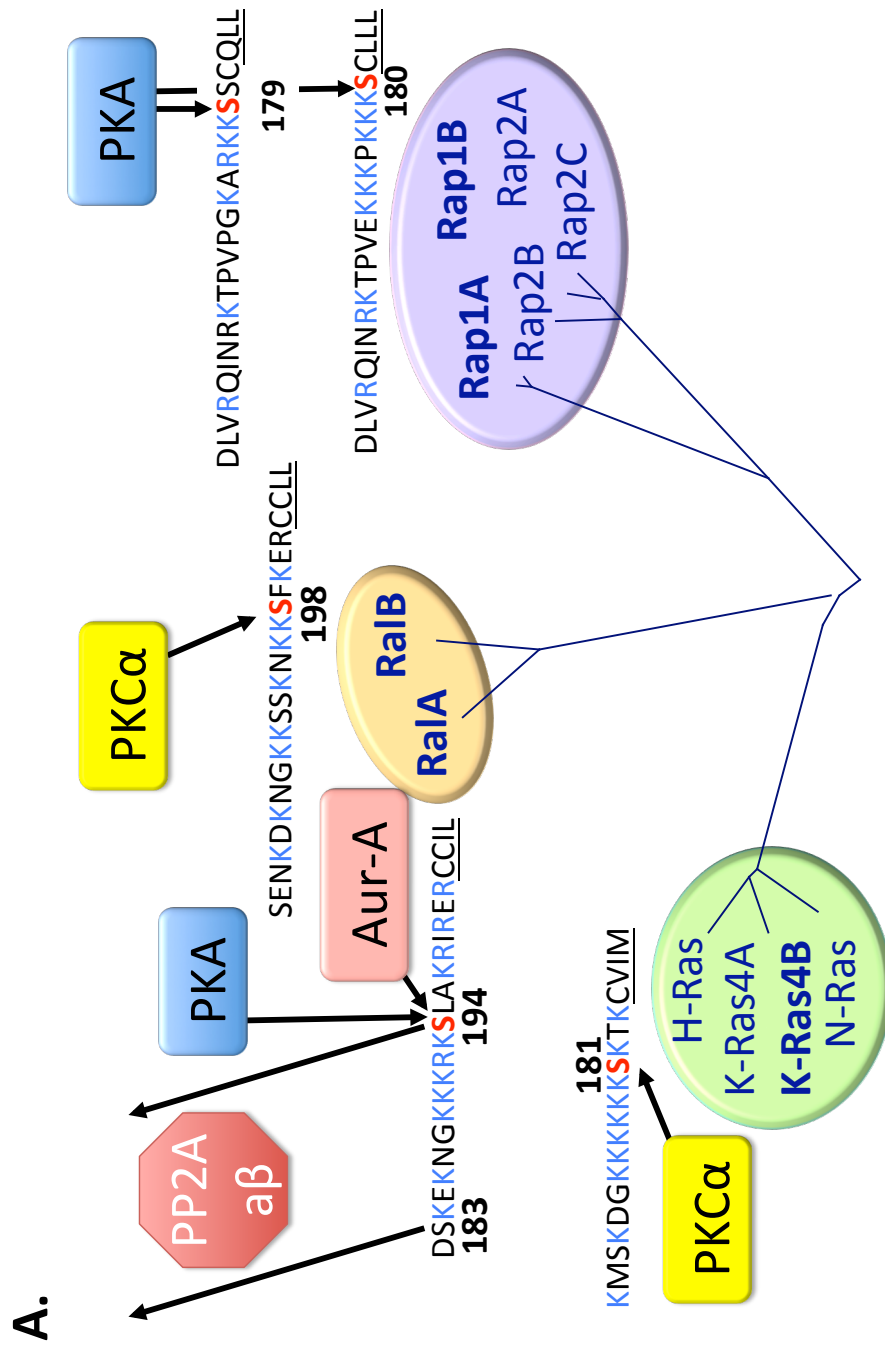 A.
PP2A
aβ
PKA
PKCα
PKA
Aur-A
DSKEKNGKKKRKSLAKRIRERCCIL
183
194
SENKDKNGKKSSKNKKSFKERCCLL
198
DLVRQINRKTPVPGKARKKSSCQLL
179
DLVRQINRKTPVEKKKPKKKSCLLL
180
RalA
RalB
Rap1A
Rap1B
Rap2B
Rap2A
Rap2C
181
KMSKDGKKKKKKSKTKCVIM
PKCα
H-Ras
K-Ras4A
K-Ras4B
N-Ras